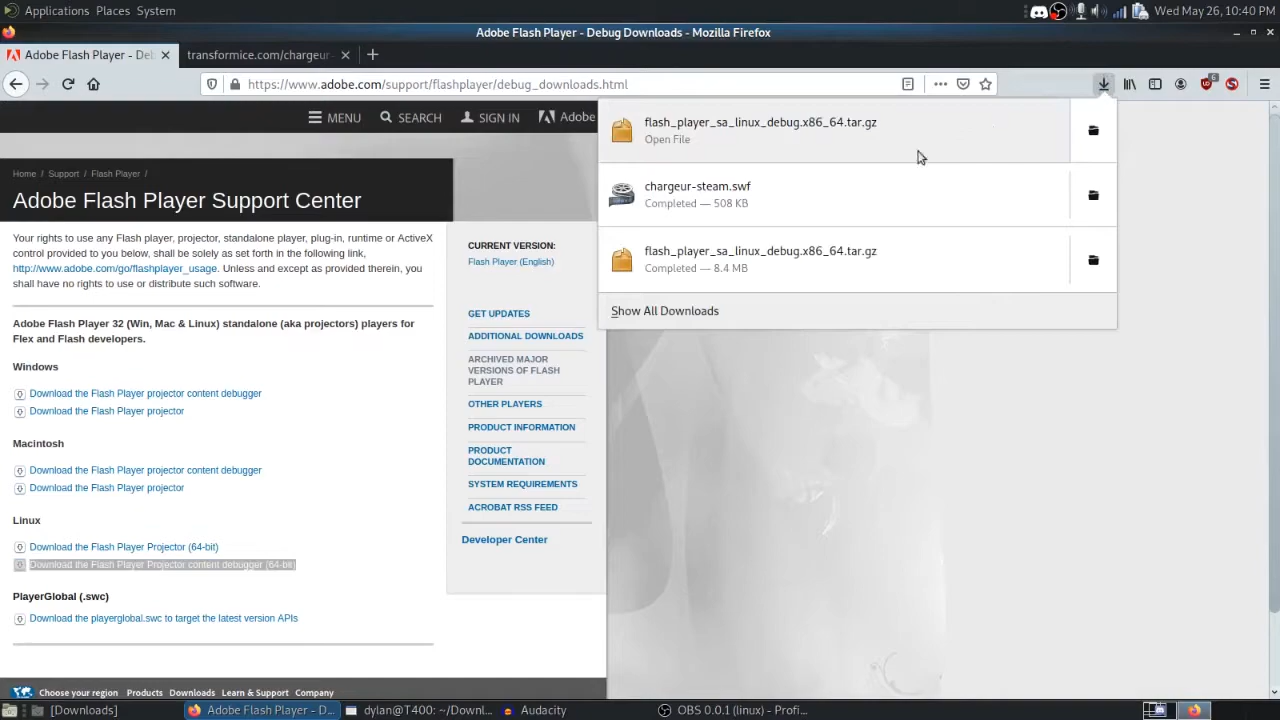 Applications Places System
Wed May 26, 10:40 PM
Adobe Flash Player - Debug Downloads - Mozilla Firefox
Adobe Flash Player - Deb
transformice.com/chargeur-
https://www.adobe.com/support/flashplayer/debug_downloads.html
6
MENU SEARCH SIGN IN Adobe
flash_player_sa_linux_debug.x86_64.tar.gz
Open File
chargeur-steam.swf
Completed — 508 KB
flash_player_sa_linux_debug.x86_64.tar.gz
Completed — 8.4 MB
Show All Downloads
Home / Support / Flash Player /
Adobe Flash Player Support Center
Your rights to use any Flash player, projector, standalone player, plug-in, runtime or ActiveX
control provided to you below, shall be solely as set forth in the following link,
http://www.adobe.com/go/flashplayer_usage. Unless and except as provided therein, you
shall have no rights to use or distribute such software.
Adobe Flash Player 32 (Win, Mac & Linux) standalone (aka projectors) players for
Flex and Flash developers.
Windows
Download the Flash Player projector content debugger
Download the Flash Player projector
Macintosh
Download the Flash Player projector content debugger
Download the Flash Player projector
Linux
Download the Flash Player Projector (64-bit)
Download the Flash Player Projector content debugger (64-bit)
PlayerGlobal (.swc)
Download the playerglobal.swc to target the latest version APIs
CURRENT VERSION:
Flash Player (English)
GET UPDATES
ADDITIONAL DOWNLOADS
ARCHIVED MAJOR
VERSIONS OF FLASH
PLAYER
OTHER PLAYERS
PRODUCT INFORMATION
PRODUCT
DOCUMENTATION
SYSTEM REQUIREMENTS
ACROBAT RSS FEED
Developer Center
Choose your region Products Downloads Learn & Support Company
[Downloads]
Adobe Flash Player - D...
dylan@T400: ~/Downl...
Audacity
OBS 0.0.1 (linux) - Profi...